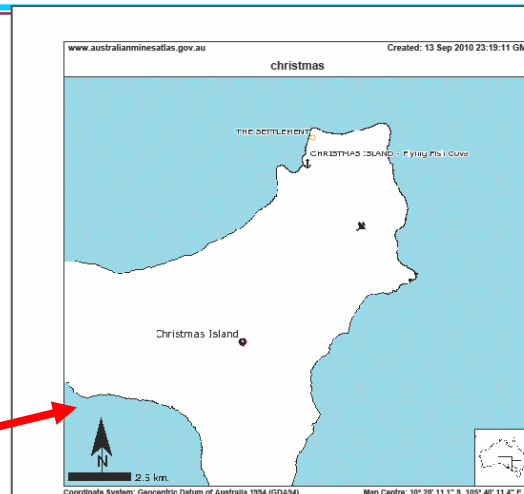 www.australianminesatlas.gov.au Created: 13 Sep 2010 23:19:11 GM
christmas
THE SETTLEMENT
CHRISTMAS ISLAND - Flying Fish Cove
Christmas Island
N
2.5 km.
Coordinate System: Geocentric Datum of Australia 1994 (GDA94) Map Centre: 10° 28' 11.1" S, 105° 40' 11.4" E